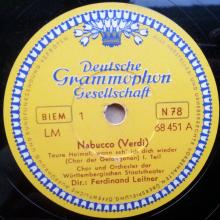 Deutsche
Grammophon
Gesellschaft
BIEM 1 N 78
LM 68 451 A
Nabucco (Verdi)
Teure Heimat, wann seh' ich dich wieder
(Chor der Gefangenen) I. Teil
Chor und Orchester der
Württembergischen Staatstheater
Dir.: Ferdinand Leitner